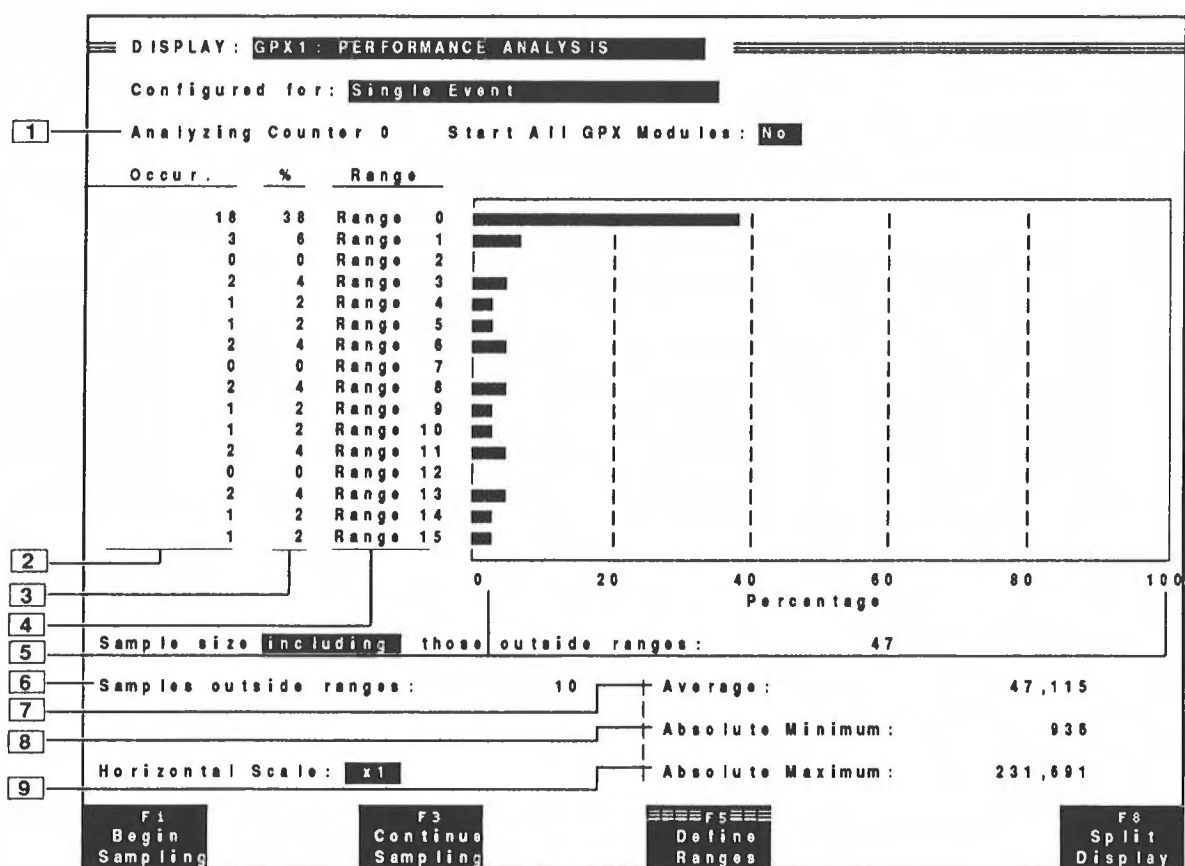 DISPLAY: GPX1: PERFORMANCE ANALYSIS
Configured for: Single Event
1 Analyzing Counter 0 Start All GPX Modules: No
Occur. % Range
18 38 Range 0
3 6 Range 1
0 0 Range 2
2 4 Range 3
1 2 Range 4
1 2 Range 5
2 4 Range 6
0 0 Range 7
2 4 Range 8
1 2 Range 9
1 2 Range 10
2 4 Range 11
0 0 Range 12
2 4 Range 13
1 2 Range 14
1 2 Range 15
2
0 20 40 60 80 100
3
Percentage
4
Sample size including those outside ranges: 47
5
6 Samples outside ranges: 10 Average: 47,115
7
8 Absolute Minimum: 936
Horizontal Scale: x1 Absolute Maximum: 231,691
9
F1 F3 F5 F8
Begin Continue Define Split
Sampling Sampling Ranges Display